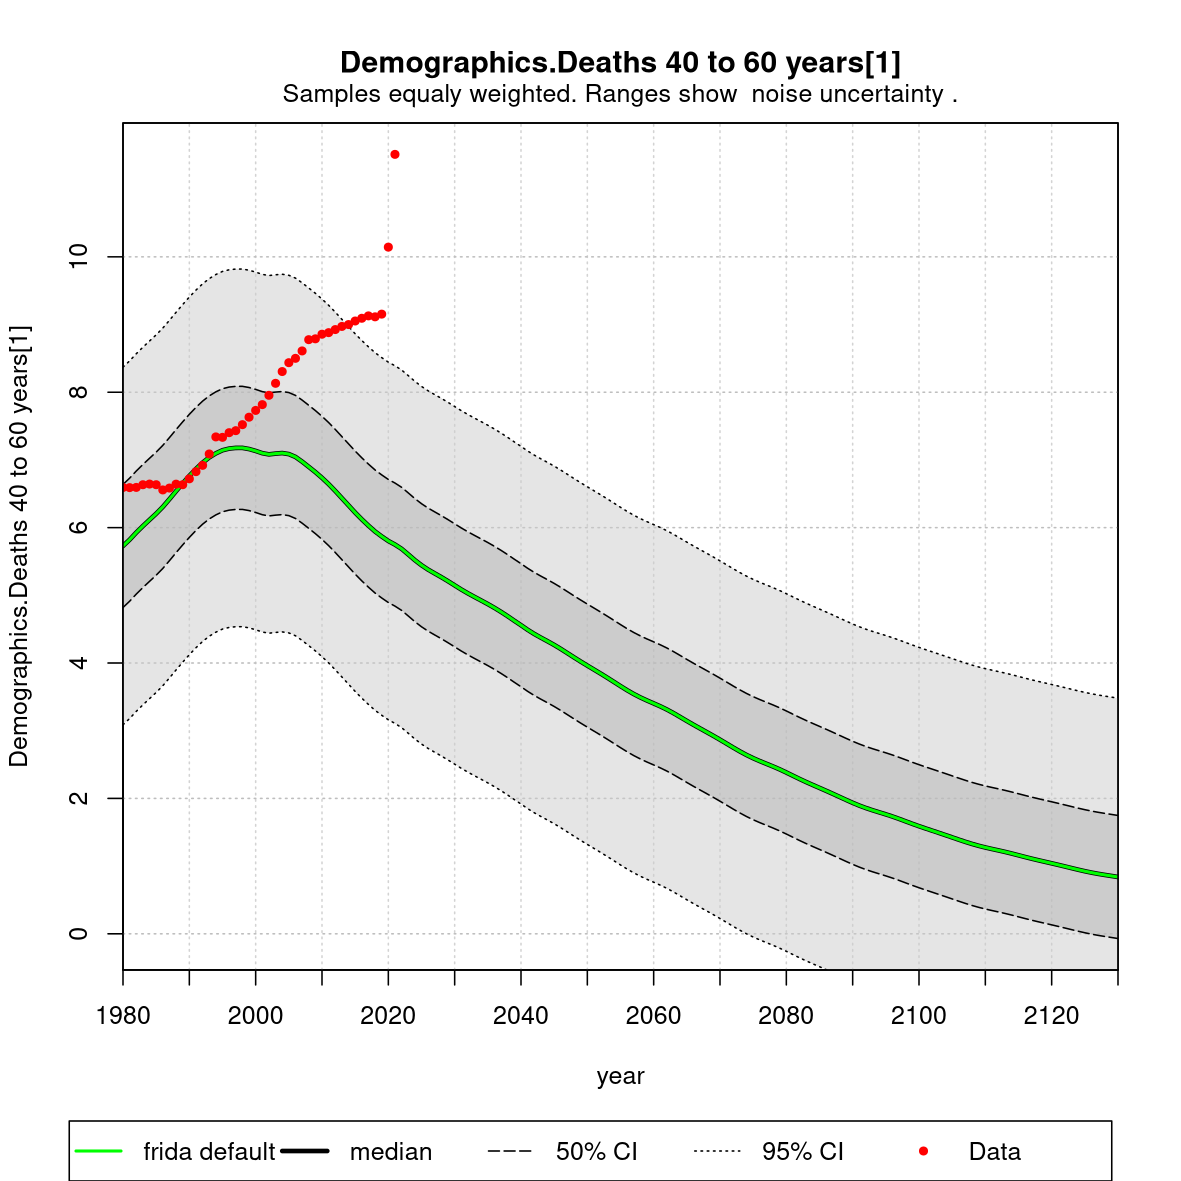 Demographics.Deaths 40 to 60 years[1]
Samples equaly weighted. Ranges show  noise uncertainty .
Demographics.Deaths 40 to 60 years[1]
10
8
6
4
2
0
1980 2000 2020 2040 2060 2080 2100 2120
year
frida default median 50% CI 95% CI Data